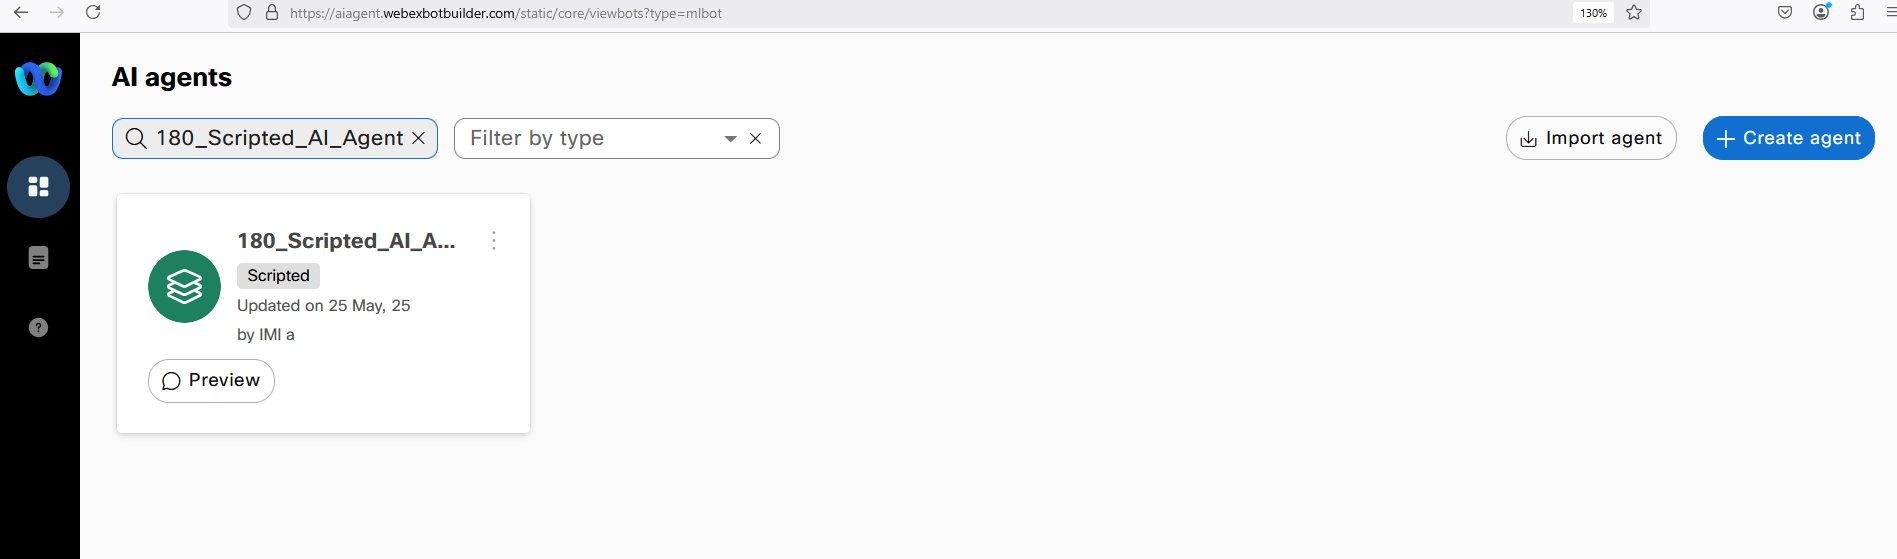 https://aiagent.webexbotbuilder.com/static/core/viewbots?type=mlbot
130%
AI agents
180_Scripted_AI_Agent
Filter by type
Import agent
Create agent
180_Scripted_AI_A...
Scripted
Updated on 25 May, 25
by IMI a
Preview
?